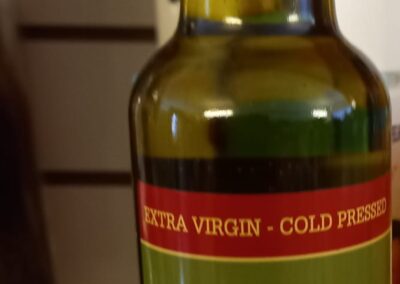 EXTRA VIRGIN - COLD PRESSED